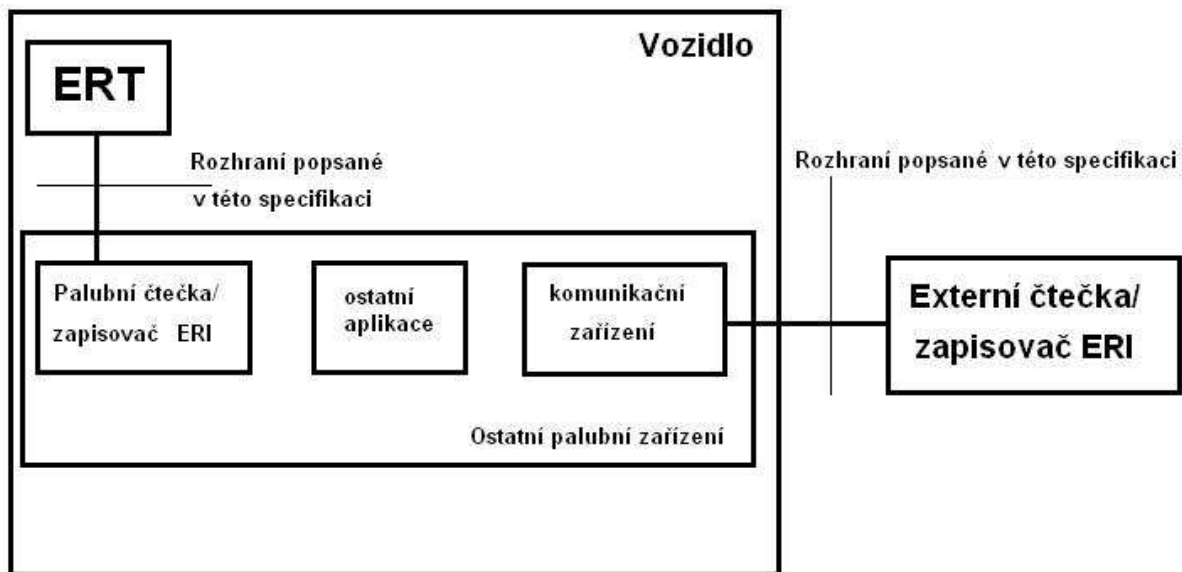 Vozidlo
ERT
Rozhraní popsané
v této specifikaci
Rozhraní popsané v této specifikaci
Palubní čtečka/
zapisovač ERI
ostatní
aplikace
komunikační
zařízení
Externí čtečka/
zapisovač ERI
Ostatní palubní zařízení